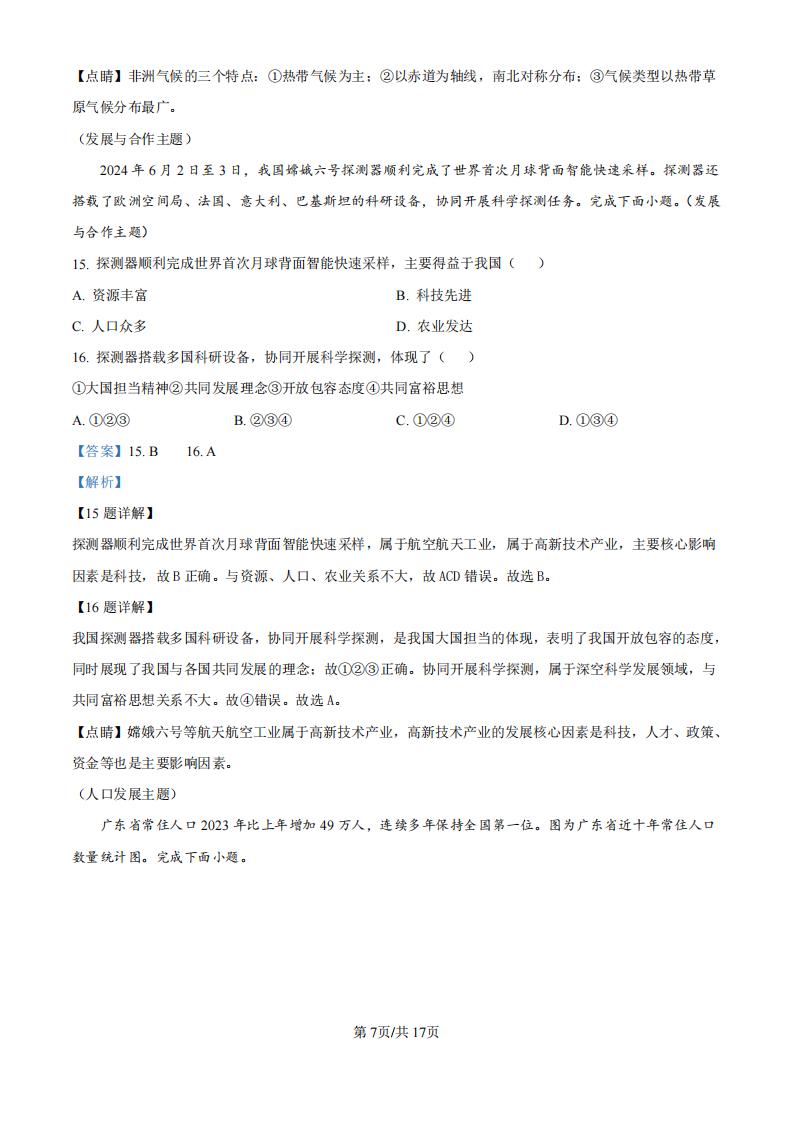 【点睛】非洲气候的三个特点：①热带气候为主；②以赤道为轴线，南北对称分布；③气候类型以热带草
原气候分布最广。
（发展与合作主题）
2024 年 6 月 2 日至 3 日，我国嫦娥六号探测器顺利完成了世界首次月球背面智能快速采样。探测器还
搭载了欧洲空间局、法国、意大利、巴基斯坦的科研设备，协同开展科学探测任务。完成下面小题。（发展
与合作主题）
15. 探测器顺利完成世界首次月球背面智能快速采样，主要得益于我国（ ）
A. 资源丰富 B. 科技先进
C. 人口众多 D. 农业发达
16. 探测器搭载多国科研设备，协同开展科学探测，体现了（ ）
①大国担当精神②共同发展理念③开放包容态度④共同富裕思想
A. ①②③ B. ②③④ C. ①②④ D. ①③④
【答案】15. B 16. A
【解析】
【15 题详解】
探测器顺利完成世界首次月球背面智能快速采样，属于航空航天工业，属于高新技术产业，主要核心影响
因素是科技，故 B 正确。与资源、人口、农业关系不大，故 ACD 错误。故选 B。
【16 题详解】
我国探测器搭载多国科研设备，协同开展科学探测，是我国大国担当的体现，表明了我国开放包容的态度，
同时展现了我国与各国共同发展的理念；故①②③正确。协同开展科学探测，属于深空科学发展领域，与
共同富裕思想关系不大。故④错误。故选 A。
【点睛】嫦娥六号等航天航空工业属于高新技术产业，高新技术产业的发展核心因素是科技，人才、政策、
资金等也是主要影响因素。
（人口发展主题）
广东省常住人口 2023 年比上年增加 49 万人，连续多年保持全国第一位。图为广东省近十年常住人口
数量统计图。完成下面小题。
第 7页/共 17页